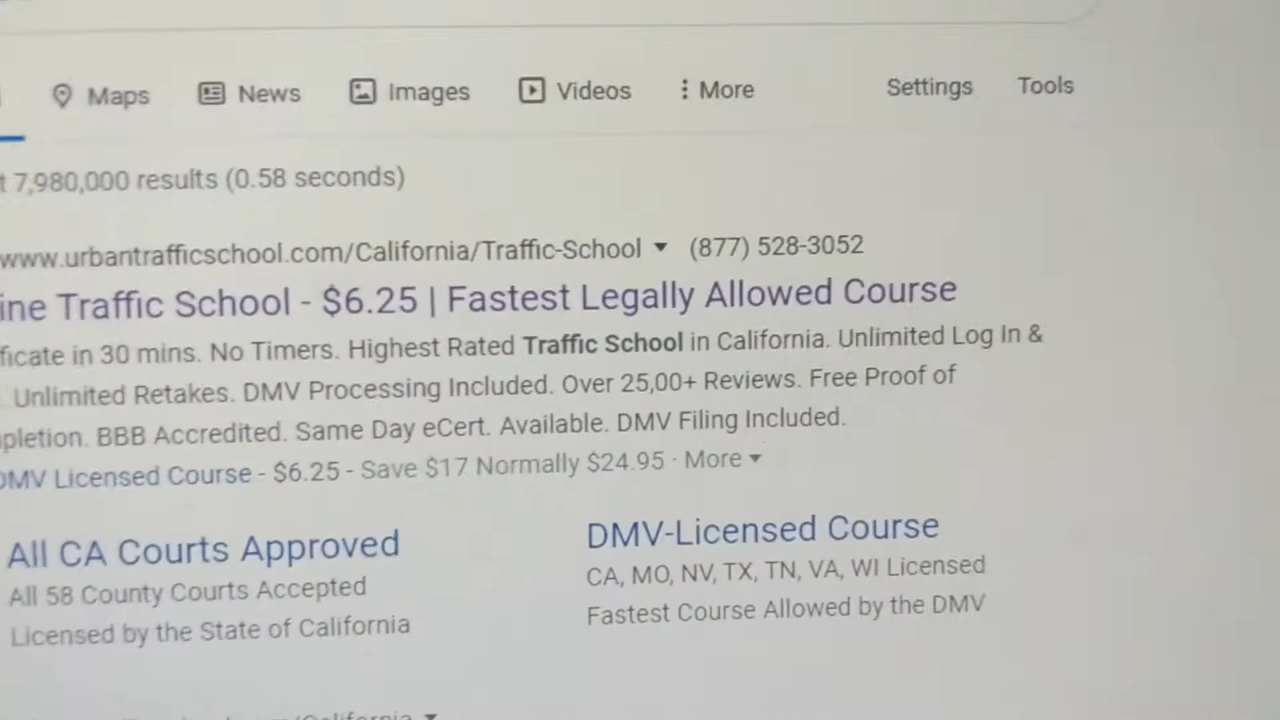 Maps News Images Videos More Settings Tools
7,980,000 results (0.58 seconds)
www.urbantrafficschool.com/California/Traffic-School (877) 528-3052
ine Traffic School - $6.25 | Fastest Legally Allowed Course
ficate in 30 mins. No Timers. Highest Rated Traffic School in California. Unlimited Log In &
Unlimited Retakes. DMV Processing Included. Over 25,00+ Reviews. Free Proof of
pletion. BBB Accredited. Same Day eCert. Available. DMV Filing Included.
DMV Licensed Course - $6.25 - Save $17 Normally $24.95 · More
All CA Courts Approved
All 58 County Courts Accepted
Licensed by the State of California
DMV-Licensed Course
CA, MO, NV, TX, TN, VA, WI Licensed
Fastest Course Allowed by the DMV